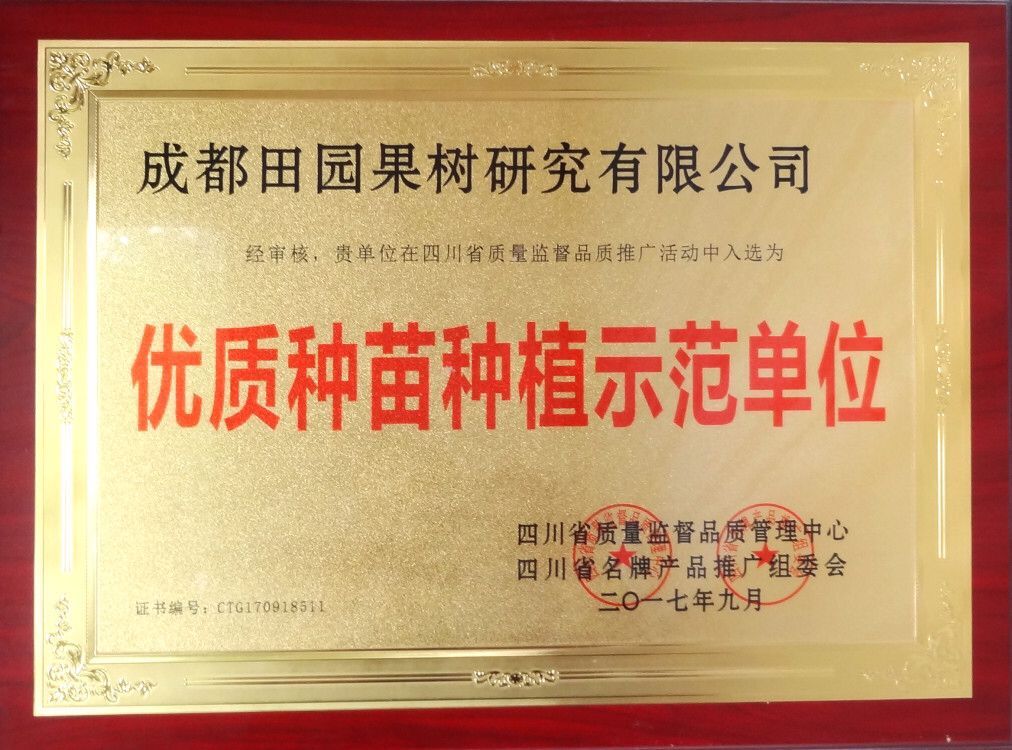 成都田园果树研究有限公司
经审核，贵单位在四川省质量监督品质推广活动中入选为
优质种苗种植示范单位
四川省质量监督品质管理中心
四川省名牌产品推广组委会
二〇一七年九月
证书编号：CTG170918511